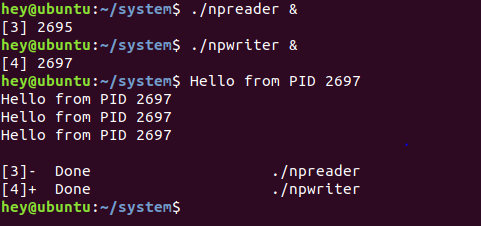 hey@ubuntu:~/system$ ./npreader &
[3] 2695
hey@ubuntu:~/system$ ./npwriter &
[4] 2697
hey@ubuntu:~/system$ Hello from PID 2697
Hello from PID 2697
Hello from PID 2697
Hello from PID 2697

[3]-  Done                    ./npreader
[4]+  Done                    ./npwriter
hey@ubuntu:~/system$